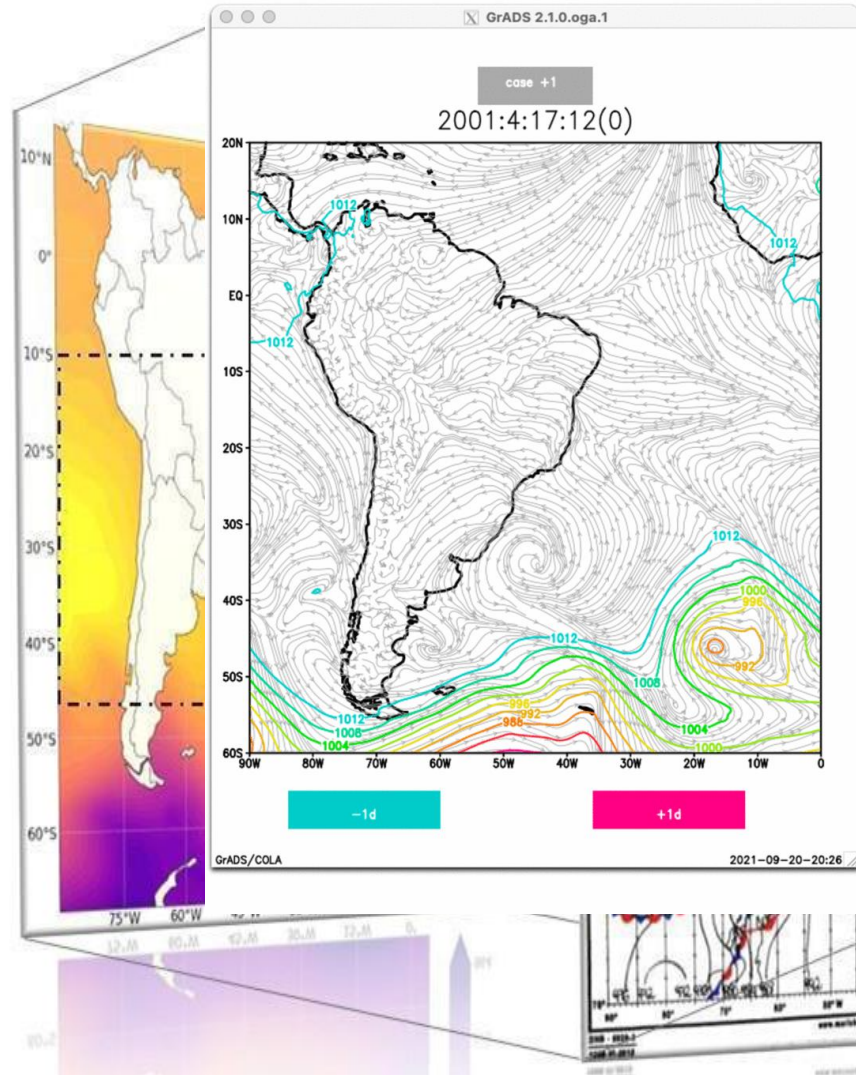 GrADS 2.1.0.oga.1
case +1
2001:4:17:12(0)
20N
10N
EQ
10S
20S
30S
40S
50S
60S
90W 80W 70W 60W 50W 40W 30W 20W 10W 0
1012
1012
1012
1012
1012
1012
1008
1004
996
992
988
1008
1004
1000
1000
996
992
-1d
+1d
GrADS/COLA
2021-09-20-20:26
10°N
0°
10°S
20°S
30°S
40°S
50°S
60°S
75°W 60°W